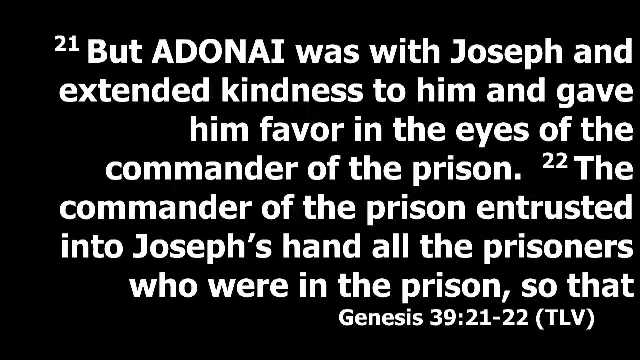 21 But ADONAI was with Joseph and
extended kindness to him and gave
him favor in the eyes of the
commander of the prison. 22 The
commander of the prison entrusted
into Joseph’s hand all the prisoners
who were in the prison, so that
Genesis 39:21-22 (TLV)